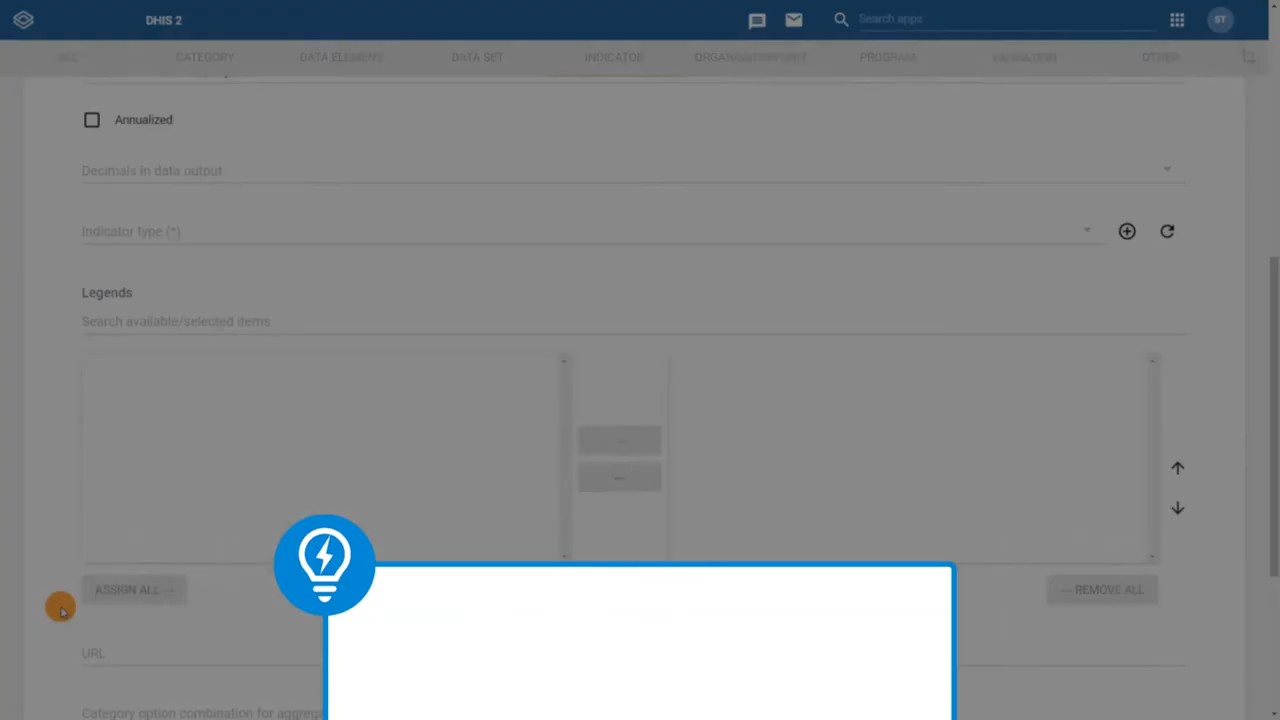 DHIS 2
Search apps
ST
ALL CATEGORY DATA ELEMENT DATA SET INDICATOR ORGANISATION UNIT PROGRAM VALIDATION OTHER
Annualized
Decimals in data output
Indicator type (*)
Legends
Search available/selected items
→
←
ASSIGN ALL →
← REMOVE ALL
URL
Category option combination for aggreg